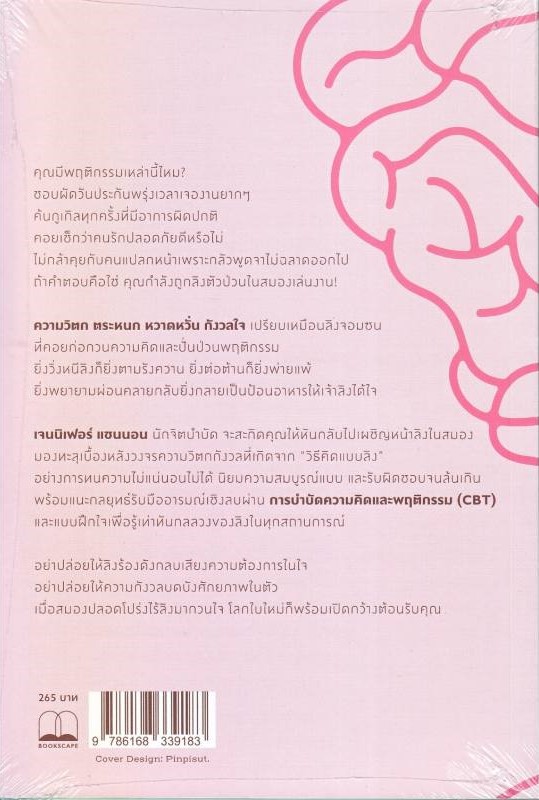 คุณมีพฤติกรรมเหล่านี้ไหม?
ชอบผัดวันประกันพรุ่งเวลาเจองานยากๆ
ค้นกูเกิลทุกครั้งที่มีอาการผิดปกติ
คอยเช็กว่าคนรักปลอดภัยดีหรือไม่
ไม่กล้าคุยกับคนแปลกหน้าเพราะกลัวพูดจาไม่ฉลาดออกไป
ถ้าคำตอบคือใช่ คุณกำลังถูกลิงตัวป่วนในสมองเล่นงาน!
ความวิตก ตระหนก หวาดหวั่น กังวลใจ เปรียบเหมือนลิงจอมซน
ที่คอยก่อกวนความคิดและปั่นป่วนพฤติกรรม
ยิ่งวิ่งหนีลิงก็ยิ่งตามรังควาน ยิ่งต่อต้านก็ยิ่งพ่ายแพ้
ยิ่งพยายามผ่อนคลายกลับยิ่งกลายเป็นป้อนอาหารให้เจ้าลิงได้ใจ
เจนนิเฟอร์ แชนนอน นักจิตบำบัด จะสะกิดคุณให้หันกลับไปเผชิญหน้าลิงในสมอง
มองทะลุเบื้องหลังวงจรความวิตกกังวลที่เกิดจาก "วิธีคิดแบบลิง"
อย่างการทนความไม่แน่นอนไม่ได้ นิยมความสมบูรณ์แบบ และรับผิดชอบจนล้นเกิน
พร้อมแนะกลยุทธ์รับมืออารมณ์เชิงลบผ่าน การบำบัดความคิดและพฤติกรรม (CBT)
และแบบฝึกใจเพื่อรู้เท่าทันกลลวงของลิงในทุกสถานการณ์
อย่าปล่อยให้ลิงร้องดังกลบเสียงความต้องการในใจ
อย่าปล่อยให้ความกังวลบดบังศักยภาพในตัว
เมื่อสมองปลอดโปร่งไร้ลิงมากวนใจ โลกใบใหม่ก็พร้อมเปิดกว้างต้อนรับคุณ
265 บาท
BOOKSCAPE
9 786168 339183
Cover Design: Pinpisut.